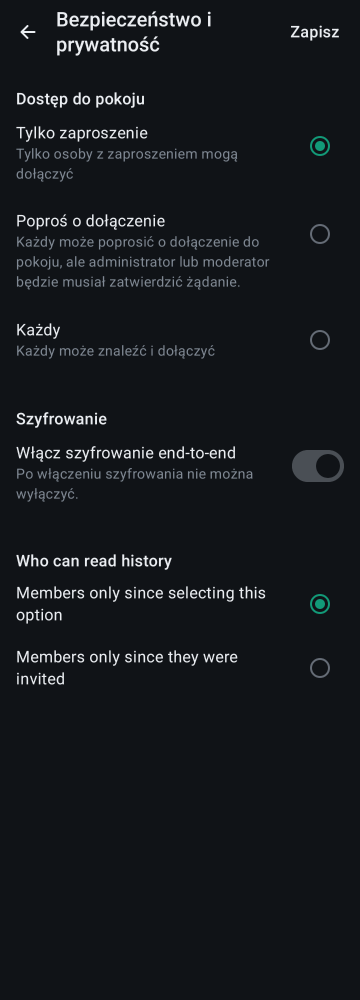 Bezpieczeństwo i
prywatność
Zapisz
Dostęp do pokoju
Tylko zaproszenie
Tylko osoby z zaproszeniem mogą
dołączyć
Poproś o dołączenie
Każdy może poprosić o dołączenie do
pokoju, ale administrator lub moderator
będzie musiał zatwierdzić żądanie.
Każdy
Każdy może znaleźć i dołączyć
Szyfrowanie
Włącz szyfrowanie end-to-end
Po włączeniu szyfrowania nie można
wyłączyć.
Who can read history
Members only since selecting this
option
Members only since they were
invited